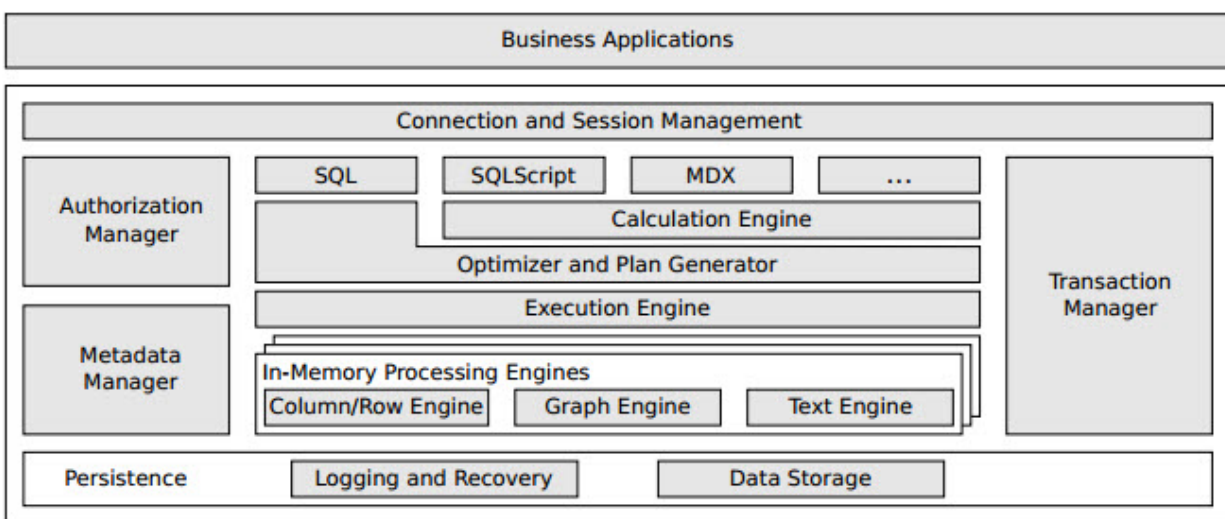 Business Applications
Connection and Session Management
Authorization
Manager
SQL
SQLScript
MDX
...
Calculation Engine
Optimizer and Plan Generator
Execution Engine
Transaction
Manager
Metadata
Manager
In-Memory Processing Engines
Column/Row Engine
Graph Engine
Text Engine
Persistence
Logging and Recovery
Data Storage